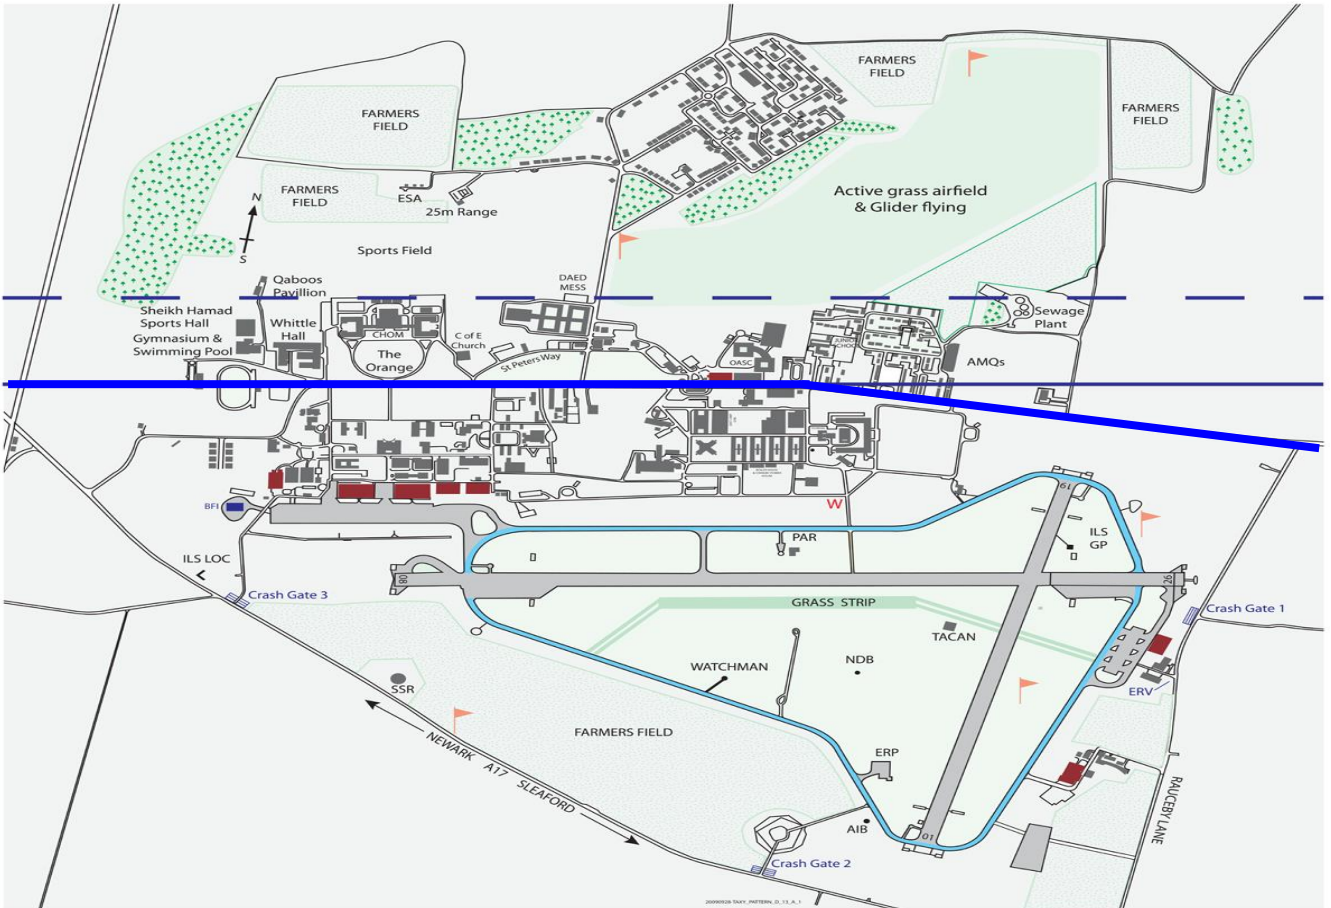 FARMERS
FIELD
FARMERS
FIELD
FARMERS
FIELD
FARMERS
FIELD
N
S
ESA
25m Range
Sports Field
Active grass airfield
& Glider flying
Qaboos
Pavillion
DAED
MESS
Sheikh Hamad
Sports Hall
Gymnasium &
Swimming Pool
Whittle
Hall
CHOM
The
Orange
C of E
Church
St Peters Way
OASC
Sewage
Plant
AMQs
BFI
W
PAR
19
ILS
GP
ILS LOC
08
26
Crash Gate 3
GRASS STRIP
Crash Gate 1
TACAN
WATCHMAN
NDB
SSR
ERV
FARMERS FIELD
NEWARK A17 SLEAFORD
ERP
RAUCEBY LANE
AIB
01
Crash Gate 2